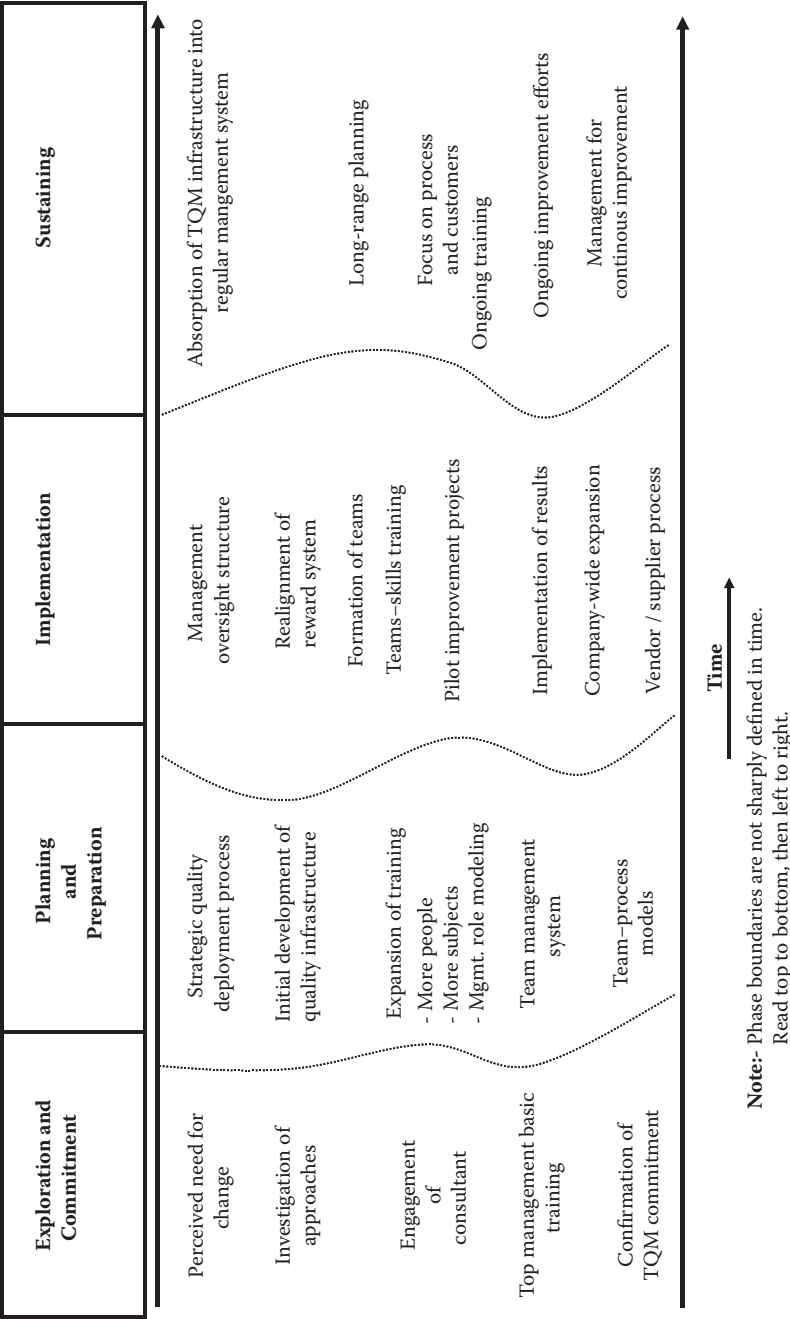 Exploration and
Commitment
Planning
and
Preparation
Implementation
Sustaining
Perceived need for
change
Investigation of
approaches
Engagement
of
consultant
Top management basic
training
Confirmation of
TQM commitment
Strategic quality
deployment process
Initial development of
quality infrastructure
Expansion of training
- More people
- More subjects
- Mgmt. role modeling
Team management
system
Team–process
models
Management
oversight structure
Realignment of
reward system
Formation of teams
Teams–skills training
Pilot improvement projects
Implementation of results
Company-wide expansion
Vendor / supplier process
Absorption of TQM infrastructure into
regular mangement system
Long-range planning
Focus on process
and customers
Ongoing training
Ongoing improvement efforts
Management for
continous improvement
Time
Note:- Phase boundaries are not sharply defined in time.
Read top to bottom, then left to right.